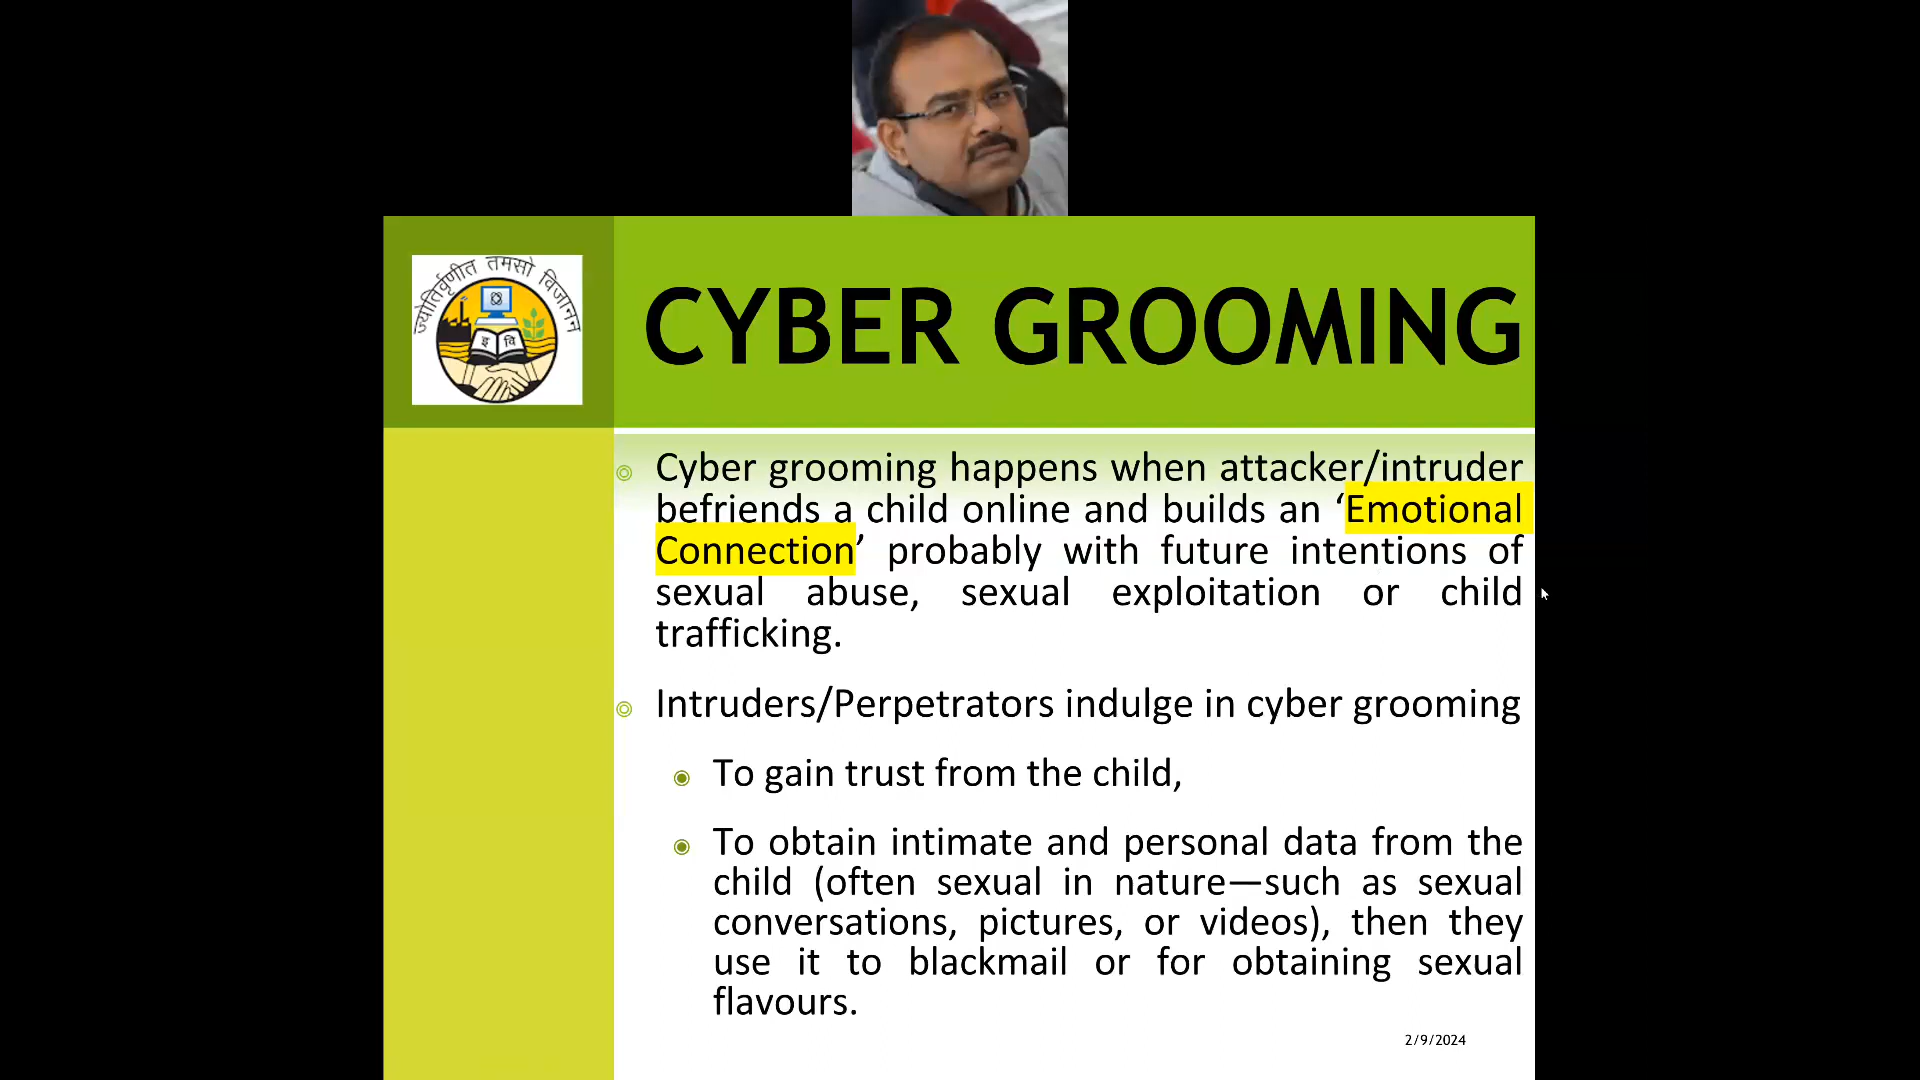 ज्योतिर्वृणीत तमसो विजानन
इ वि
CYBER GROOMING
Cyber grooming happens when attacker/intruder
befriends a child online and builds an ‘Emotional
Connection’ probably with future intentions of
sexual abuse, sexual exploitation or child
trafficking.
Intruders/Perpetrators indulge in cyber grooming
To gain trust from the child,
To obtain intimate and personal data from the
child (often sexual in nature—such as sexual
conversations, pictures, or videos), then they
use it to blackmail or for obtaining sexual
flavours.
2/9/2024